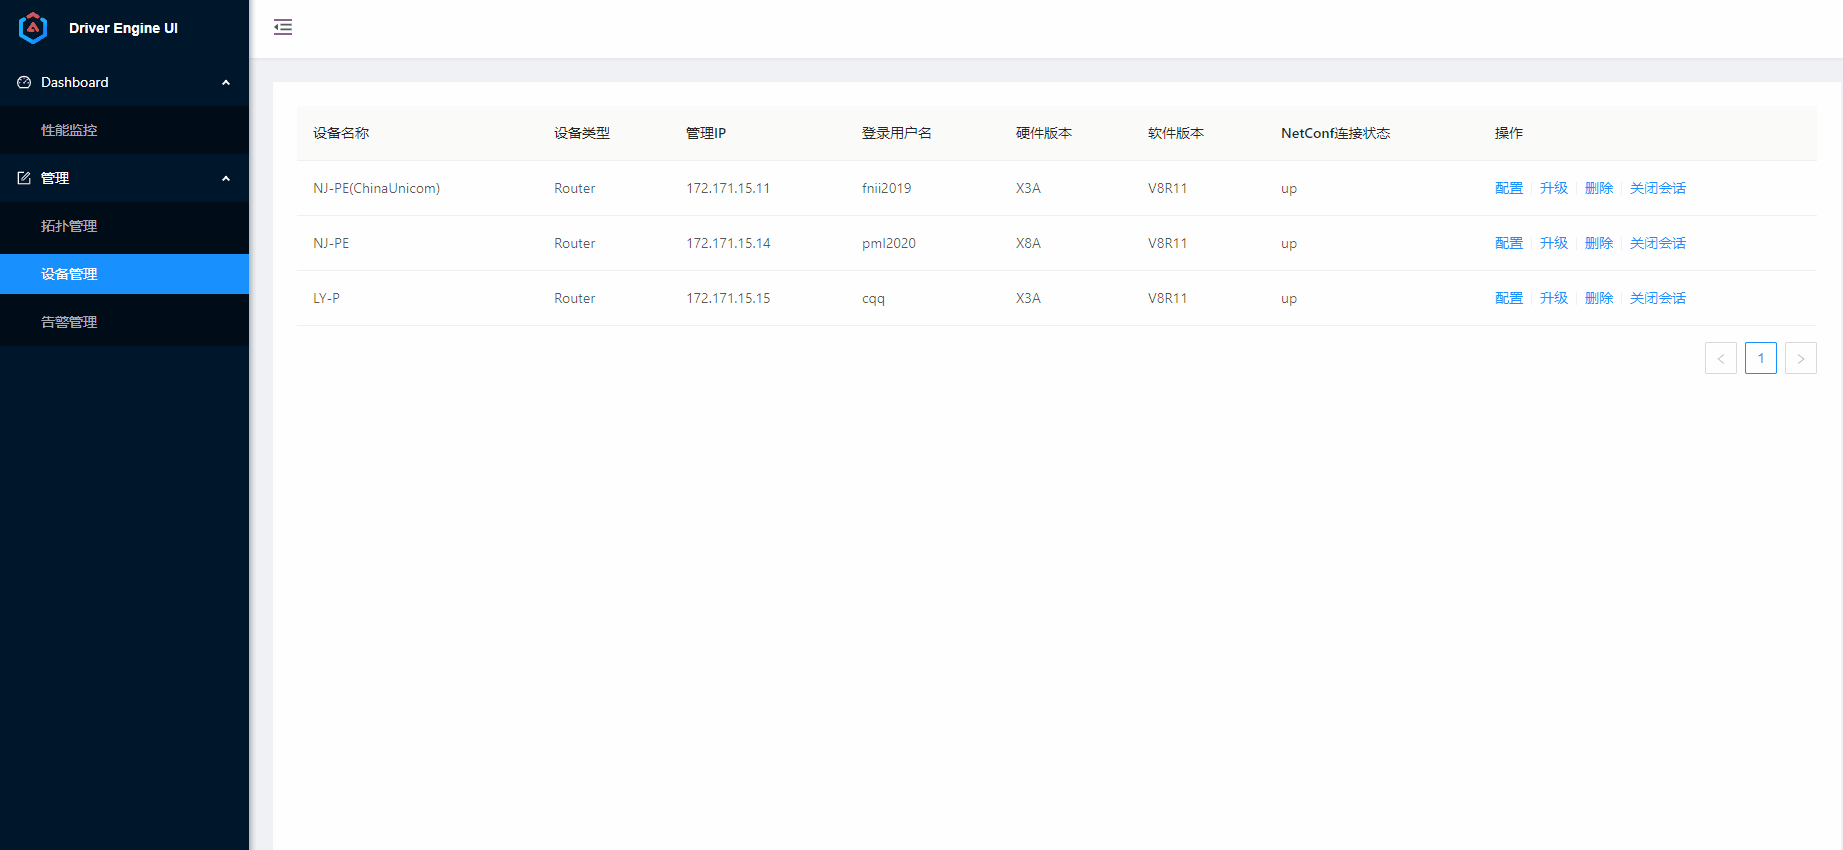 Driver Engine UI
Dashboard
性能监控
管理
拓扑管理
设备管理
告警管理
设备名称 设备类型 管理IP 登录用户名 硬件版本 软件版本 NetConf连接状态 操作
NJ-PE(ChinaUnicom) Router 172.171.15.11 fnii2019 X3A V8R11 up 配置 升级 删除 关闭会话
NJ-PE Router 172.171.15.14 pml2020 X8A V8R11 up 配置 升级 删除 关闭会话
LY-P Router 172.171.15.15 cqq X3A V8R11 up 配置 升级 删除 关闭会话
< 1 >